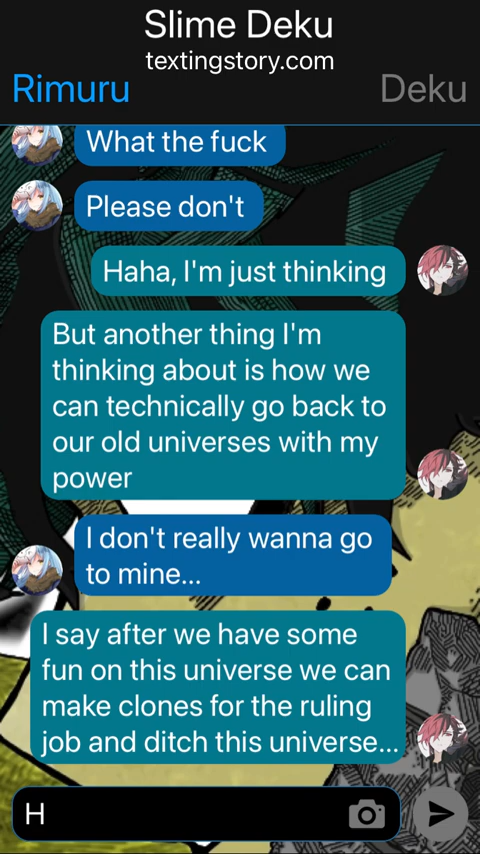 Slime Deku
textingstory.com
Rimuru
Deku
What the fuck
Please don't
Haha, I'm just thinking
But another thing I'm
thinking about is how we
can technically go back to
our old universes with my
power
I don't really wanna go
to mine...
I say after we have some
fun on this universe we can
make clones for the ruling
job and ditch this universe...
H